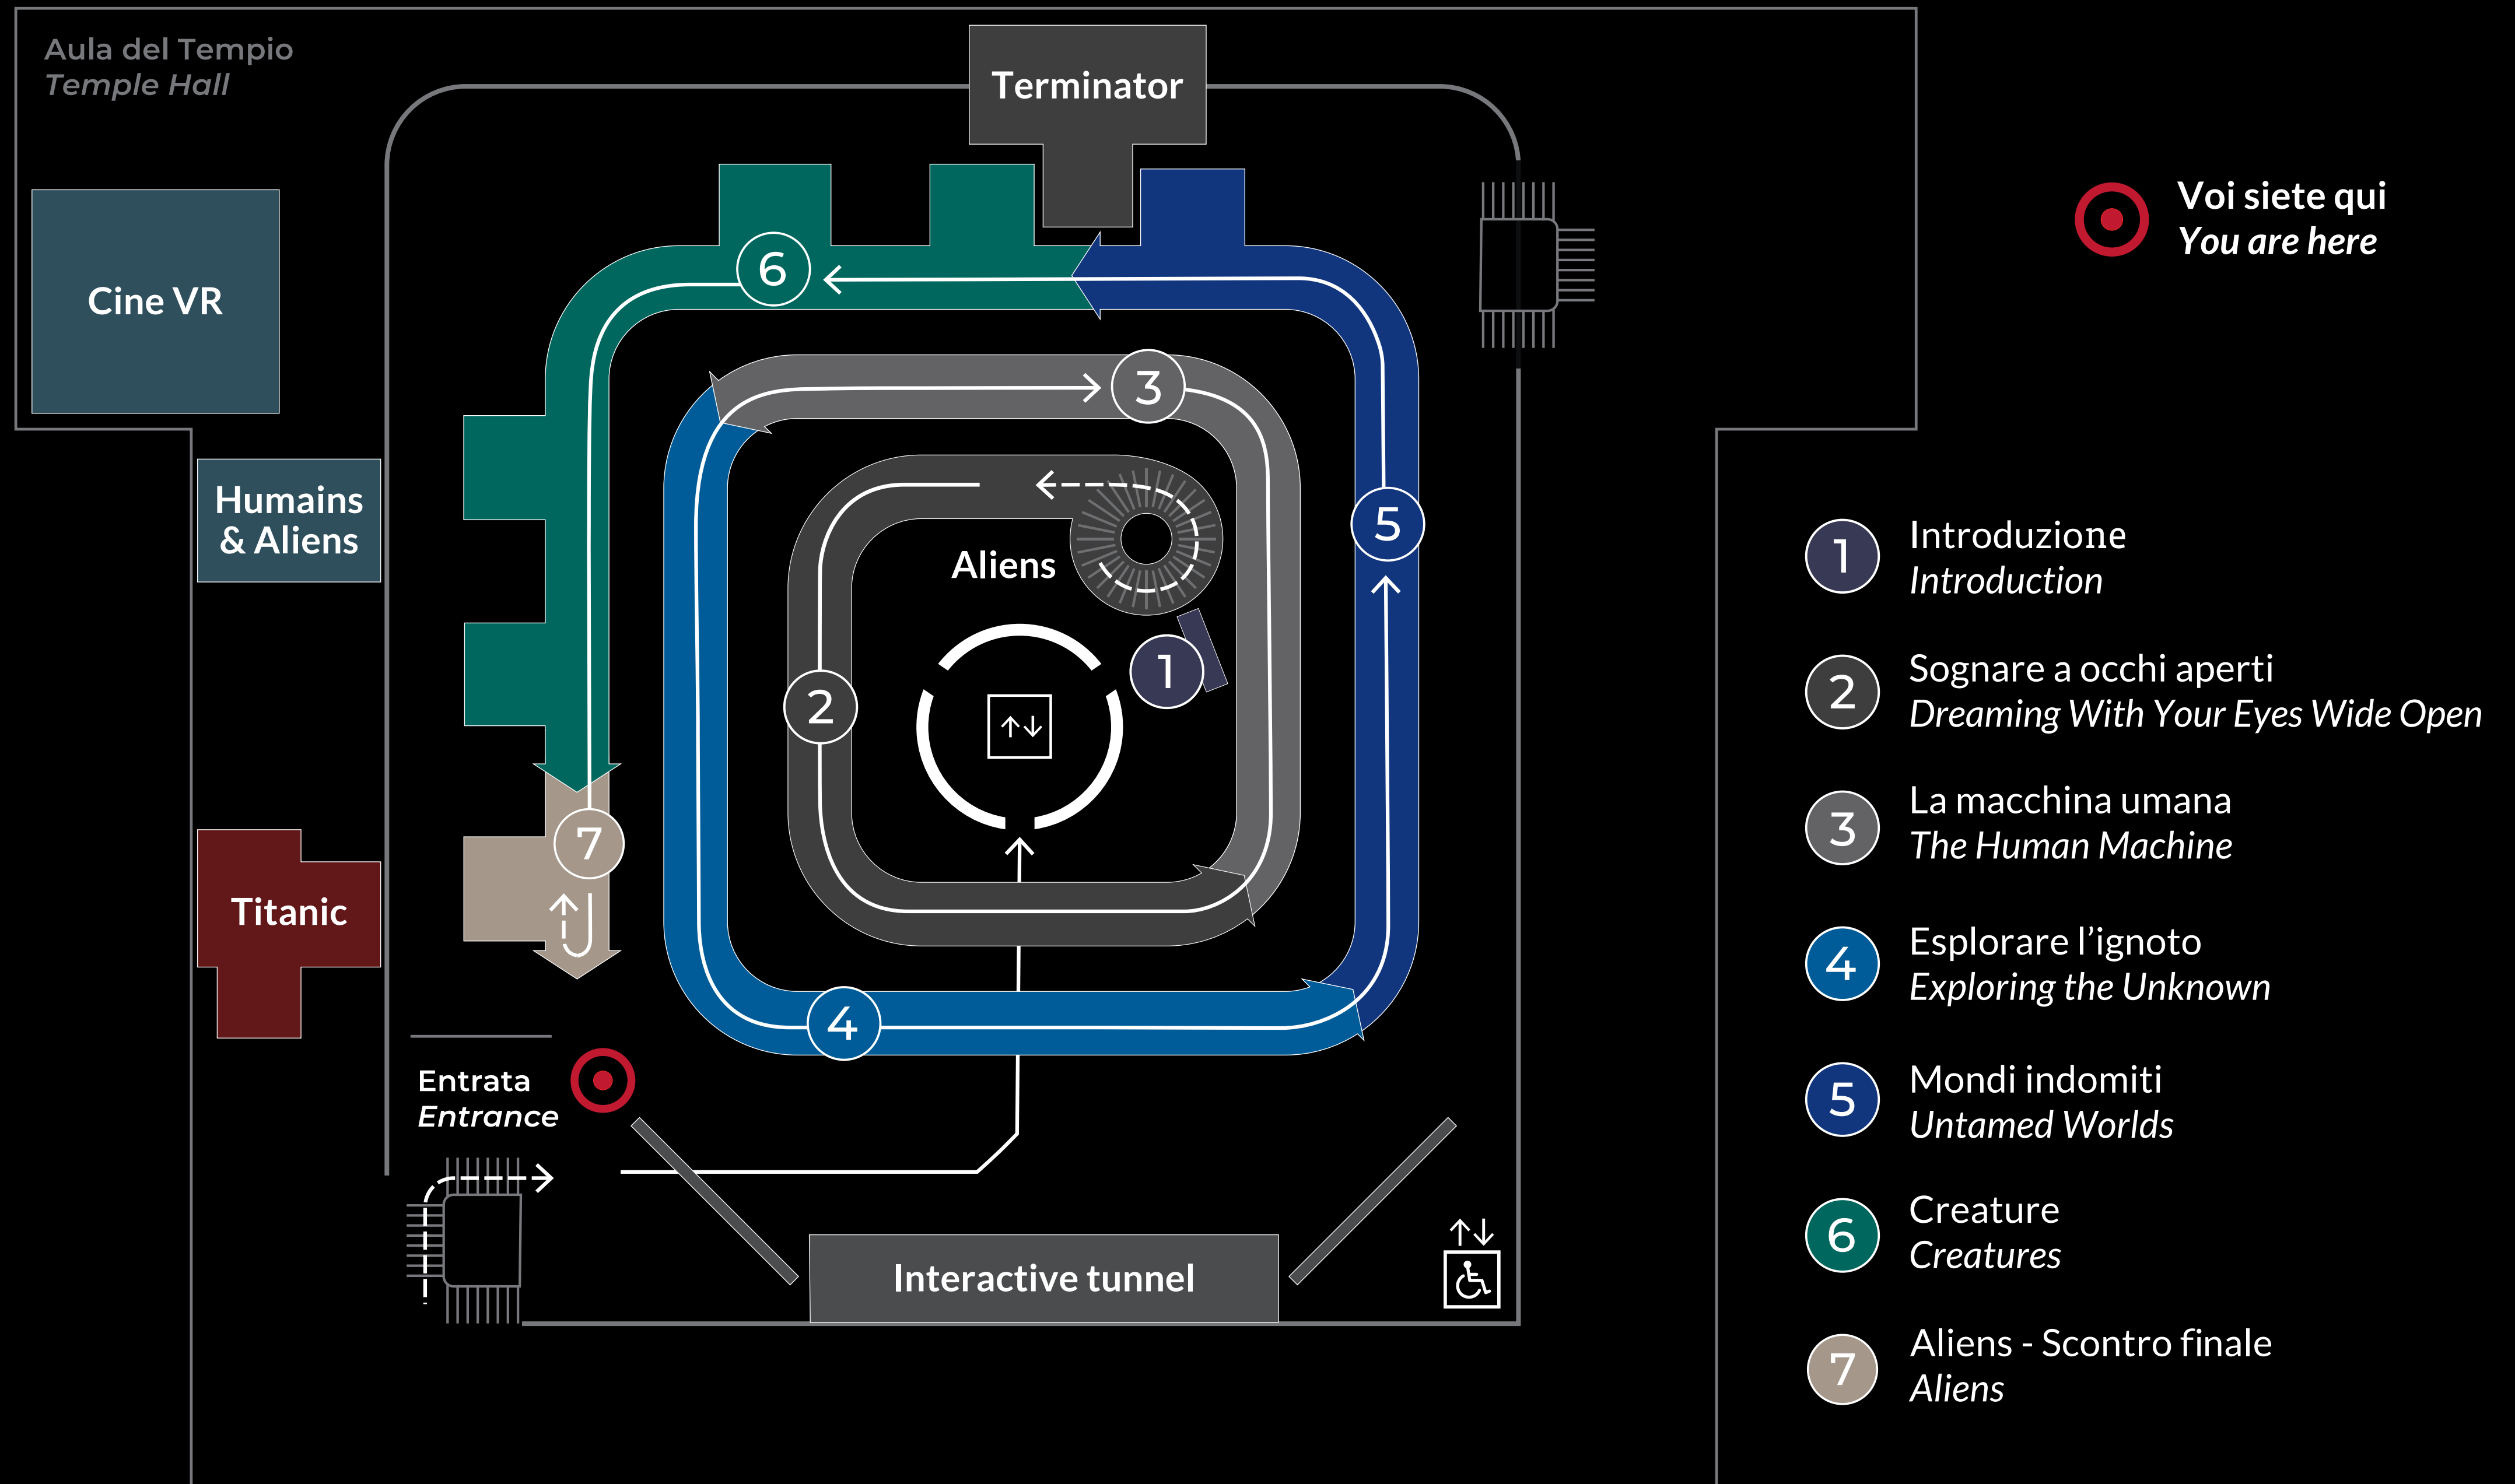 Aula del Tempio
Temple Hall
Terminator
Cine VR
Humains
& Aliens
Titanic
6
3
5
Aliens
1
2
7
4
Entrata
Entrance
Interactive tunnel
Voi siete qui
You are here
1
Introduzione
Introduction
2
Sognare a occhi aperti
Dreaming With Your Eyes Wide Open
3
La macchina umana
The Human Machine
4
Esplorare l’ignoto
Exploring the Unknown
5
Mondi indomiti
Untamed Worlds
6
Creature
Creatures
7
Aliens - Scontro finale
Aliens